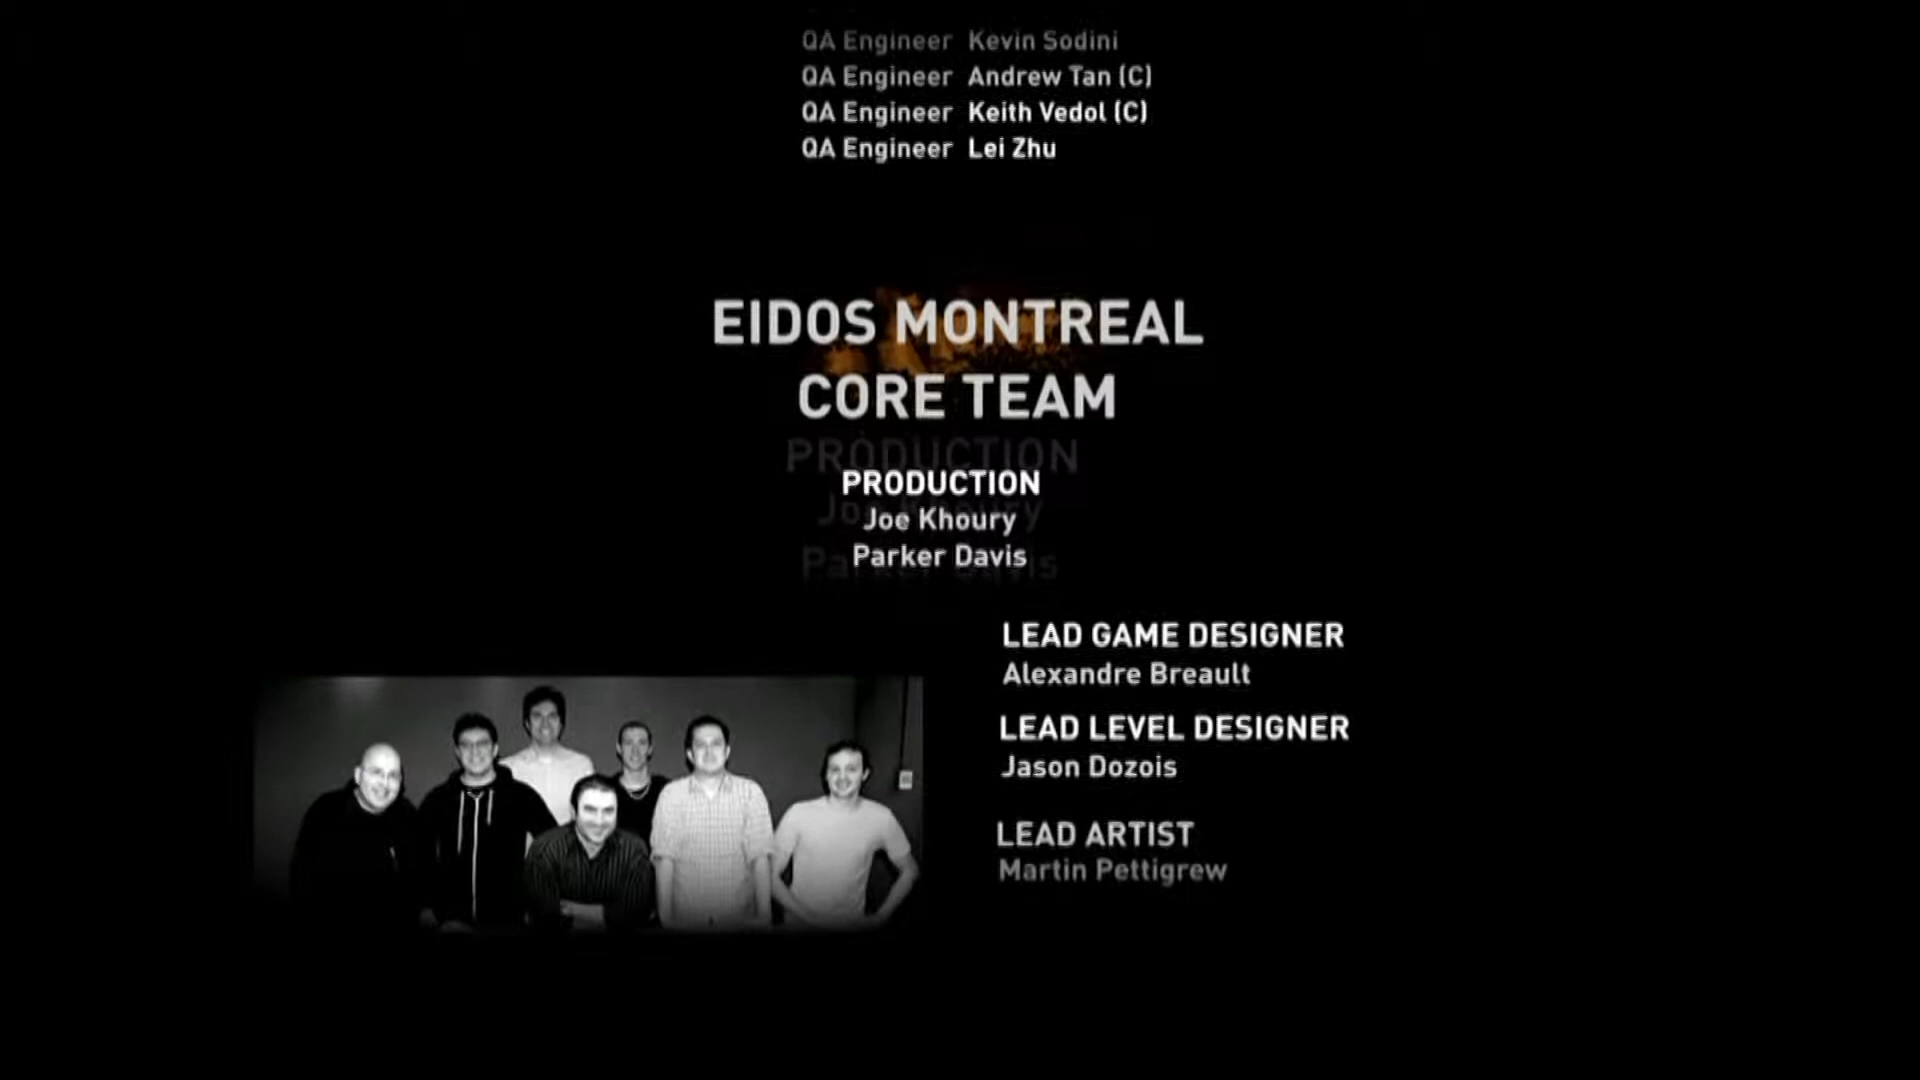 QA Engineer Kevin Sodini
QA Engineer Andrew Tan (C)
QA Engineer Keith Vedol (C)
QA Engineer Lei Zhu
EIDOS MONTREAL
CORE TEAM
PRODUCTION
Joe Khoury
Parker Davis
LEAD GAME DESIGNER
Alexandre Breault
LEAD LEVEL DESIGNER
Jason Dozois
LEAD ARTIST
Martin Pettigrew